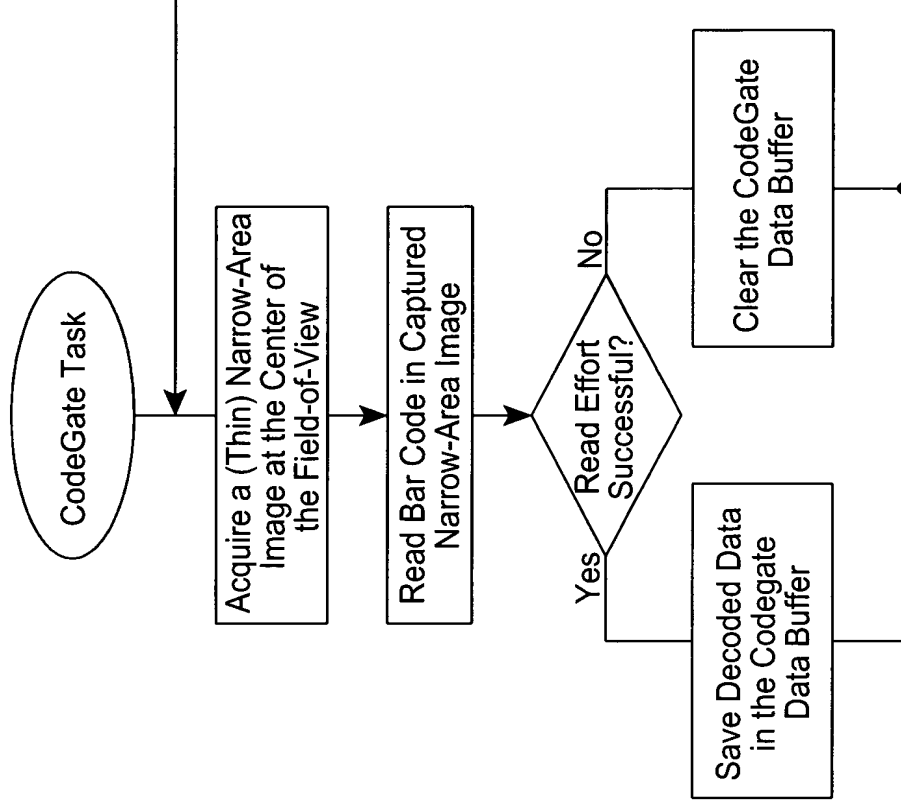 CodeGate Task
Acquire a (Thin) Narrow-Area
Image at the Center of
the Field-of-View
Read Bar Code in Captured
Narrow-Area Image
Read Effort
Successful?
Yes
No
Save Decoded Data
in the Codegate
Data Buffer
Clear the CodeGate
Data Buffer